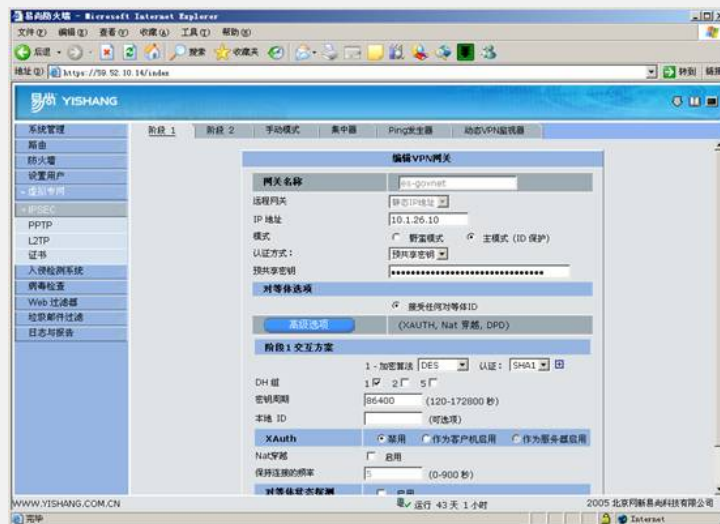 易尚防火墙 - Microsoft Internet Explorer
文件(F) 编辑(E) 查看(V) 收藏(A) 工具(T) 帮助(H)
后退 搜索 收藏夹
地址(D) https://59.52.10.14/index 转到 链接
易尚 YISHANG
系统管理
路由
防火墙
设置用户
- 虚拟专网
- IPSEC
PPTP
L2TP
证书
入侵检测系统
病毒检查
Web 过滤器
垃圾邮件过滤
日志与报告
阶段 1 阶段 2 手动模式 集中器 Ping发生器 动态VPN监视器
编辑VPN网关
网关名称 es-govnet
远程网关 静态IP地址
IP 地址 10.1.26.10
模式 野蛮模式 主模式 (ID 保护)
认证方式： 预共享密钥
预共享密钥 ••••••••••••••••••••••••••••••••
对等体选项
接受任何对等体ID
高级选项 (XAUTH, Nat 穿越, DPD)
阶段1 交互方案
1 - 加密算法 DES 认证： SHA1
DH 组 1 2 5
密钥周期 86400 (120-172800 秒)
本地 ID (可选项)
XAuth 禁用 作为客户机启用 作为服务器启用
Nat穿越 启用
保持连接的频率 5 (0-900 秒)
对等体状态探测 启用
WWW.YISHANG.COM.CN 运行 43 天 1 小时 2005 北京网新易尚科技有限公司
完毕 Internet